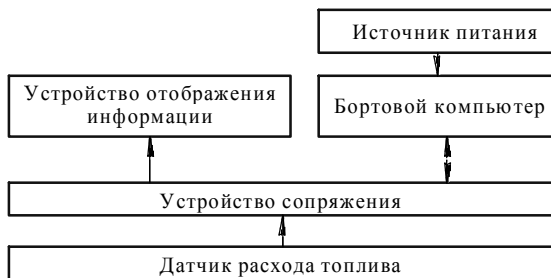 Источник питания
Устройство отображения
информации
Бортовой компьютер
Устройство сопряжения
Датчик расхода топлива